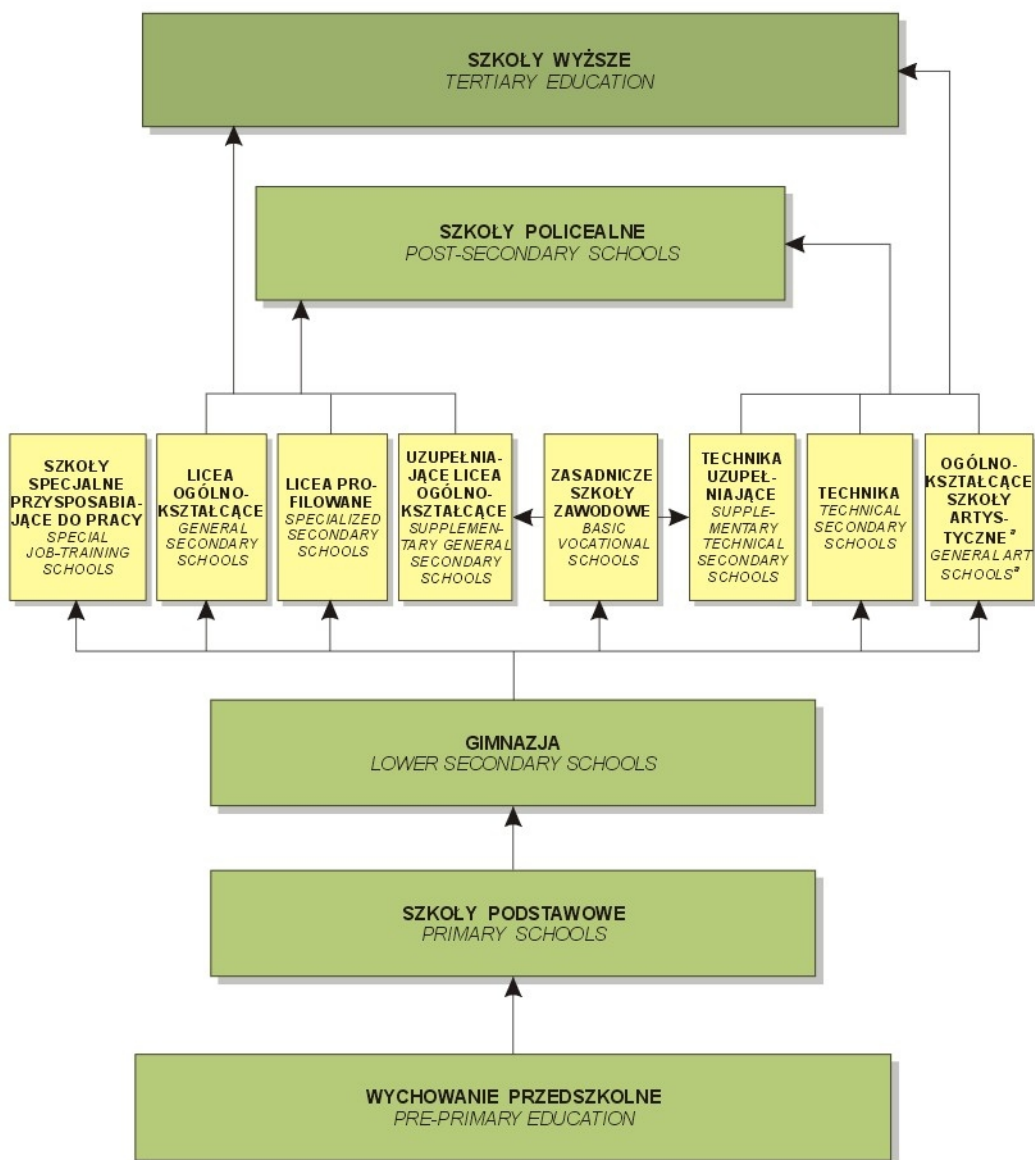 SZKOŁY WYŻSZE
TERTIARY EDUCATION
SZKOŁY POLICEALNE
POST-SECONDARY SCHOOLS
SZKOŁY
SPECJALNE
PRZYSPOSABIA-
JĄCE DO PRACY
SPECIAL
JOB-TRAINING
SCHOOLS
LICEA
OGÓLNO-
KSZTAŁCĄCE
GENERAL
SECONDARY
SCHOOLS
LICEA PRO-
FILOWANE
SPECIALIZED
SECONDARY
SCHOOLS
UZUPEŁNIA-
JĄCE LICEA
OGÓLNO-
KSZTAŁCĄCE
SUPPLEMEN-
TARY GENERAL
SECONDARY
SCHOOLS
ZASADNICZE
SZKOŁY
ZAWODOWE
BASIC
VOCATIONAL
SCHOOLS
TECHNIKA
UZUPEŁ-
NIAJĄCE
SUPPLE-
MENTARY
TECHNICAL
SECONDARY
SCHOOLS
TECHNIKA
TECHNICAL
SECONDARY
SCHOOLS
OGÓLNO-
KSZTAŁCĄCE
SZKOŁY
ARTYS-
TYCZNE a
GENERAL ART
SCHOOLS a
GIMNAZJA
LOWER SECONDARY SCHOOLS
SZKOŁY PODSTAWOWE
PRIMARY SCHOOLS
WYCHOWANIE PRZEDSZKOLNE
PRE-PRIMARY EDUCATION